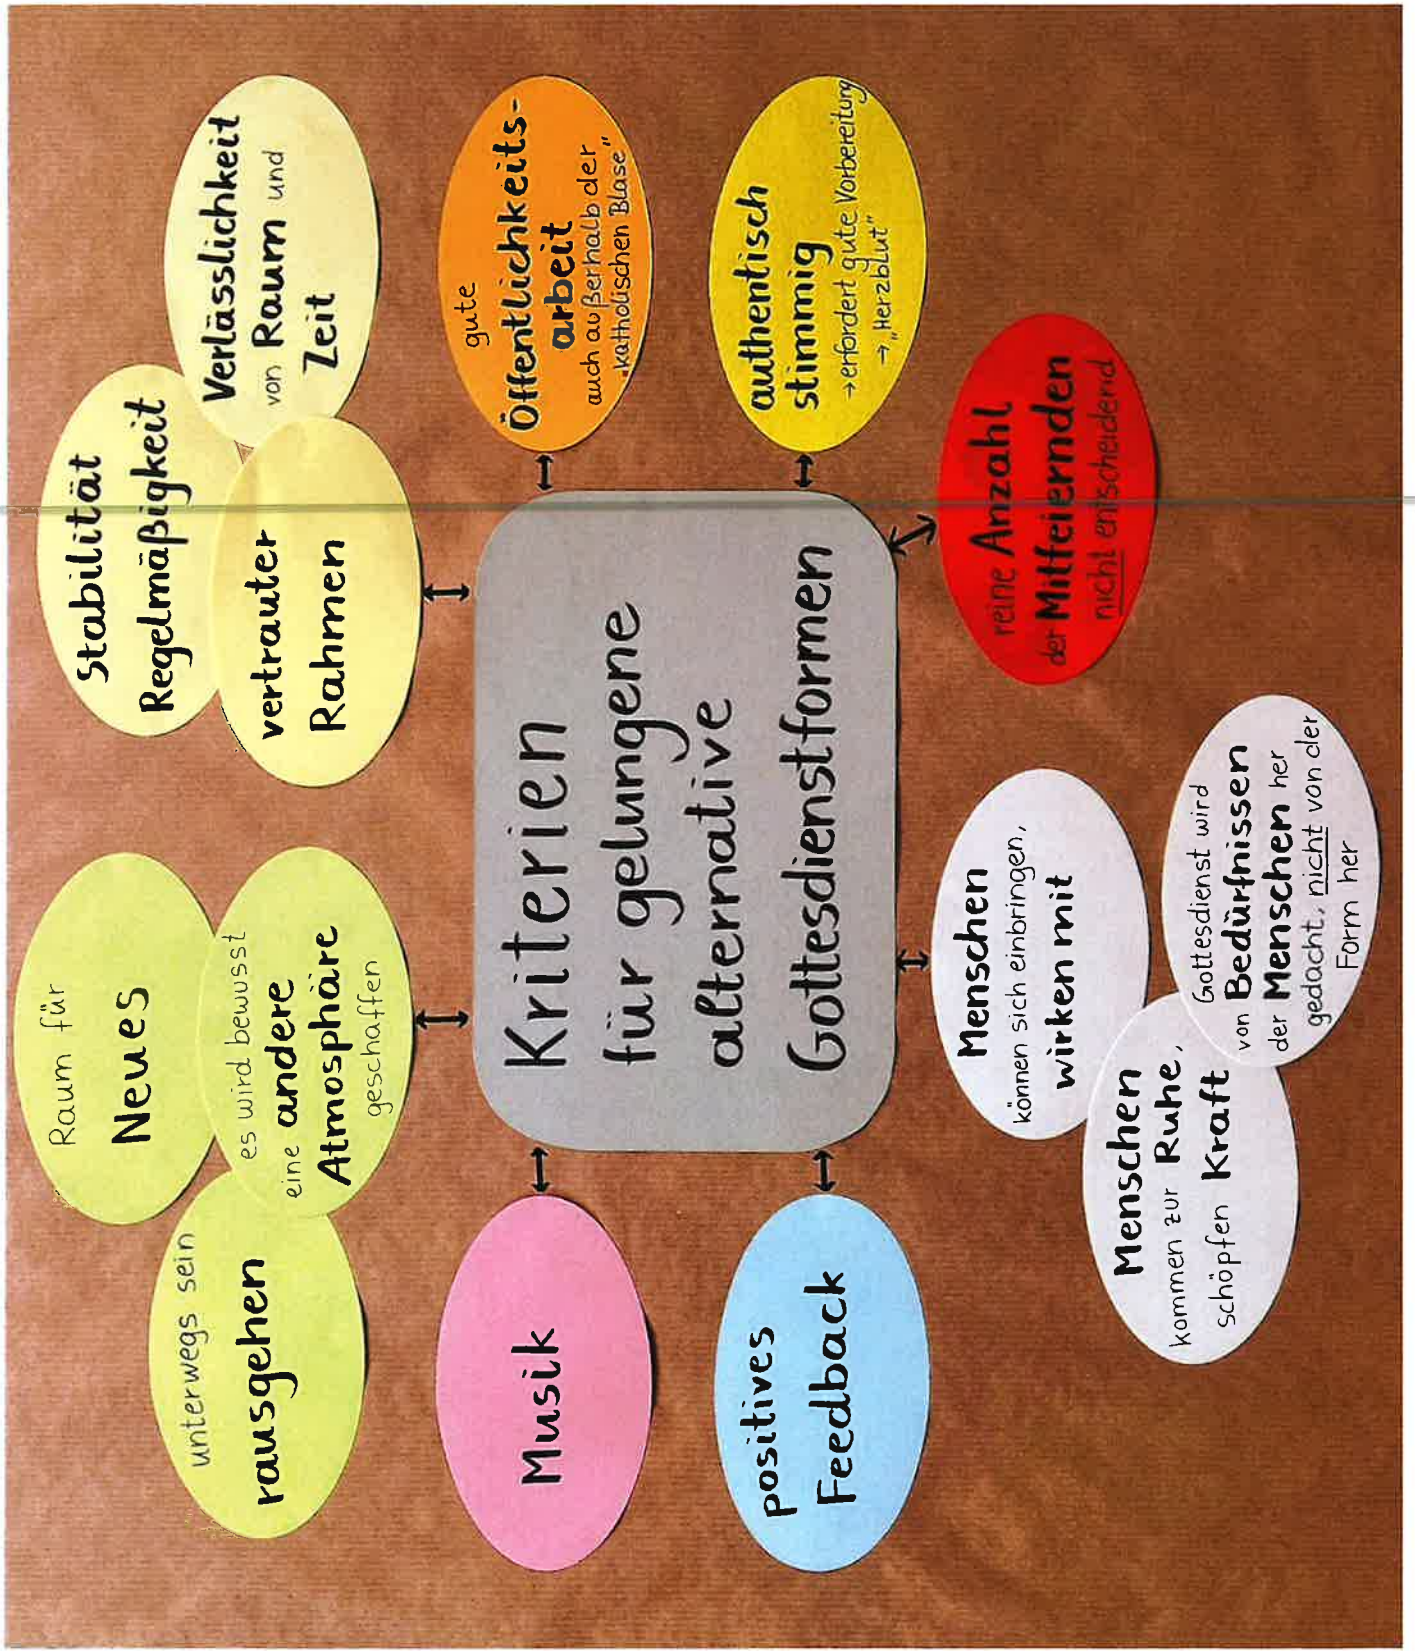 Kriterien
für gelungene
alternative
Gottesdienstformen
unterwegs sein
rausgehen
Raum für
Neues
es wird bewusst
eine andere
Atmosphäre
geschaffen
Stabilität
Regelmäßigkeit
Verlässlichkeit
von Raum und
Zeit
vertrauter
Rahmen
gute
Öffentlichkeits-
arbeit
auch außerhalb der
„katholischen Blase"
authentisch
stimmig
→ erfordert gute Vorbereitung
→ „Herzblut"
reine Anzahl
der Mitfeiernden
nicht entscheidend
Menschen
können sich einbringen,
wirken mit
Gottesdienst wird
von Bedürfnissen
der Menschen her
gedacht, nicht von der
Form her
Menschen
kommen zur Ruhe,
schöpfen Kraft
positives
Feedback
Musik